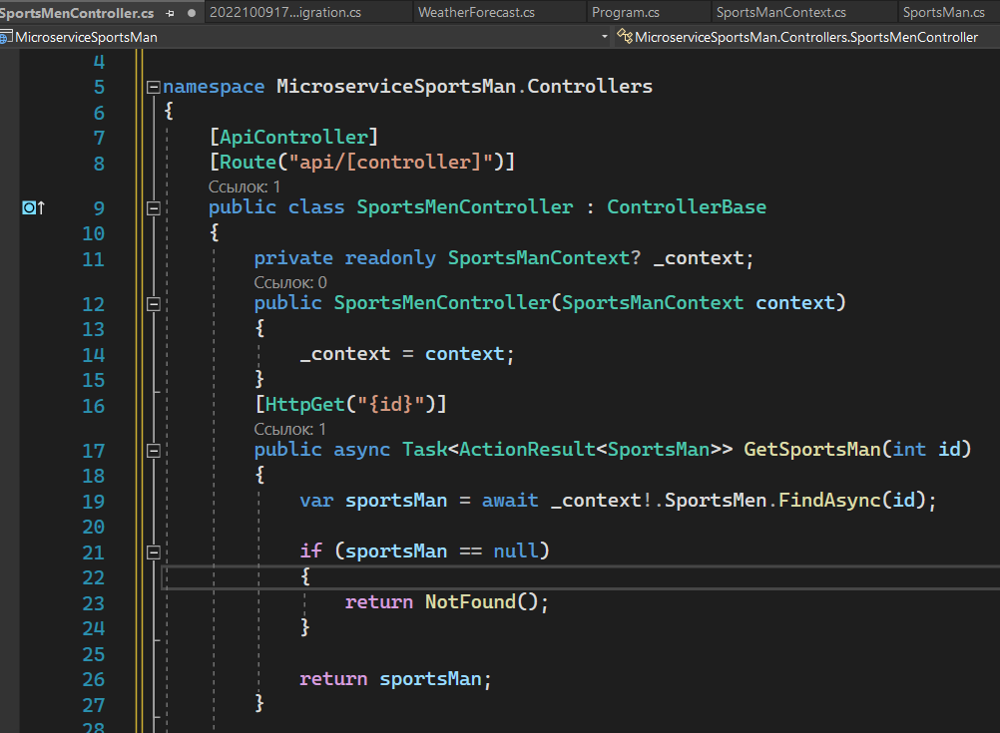 SportsMenController.cs
2022100917...igration.cs
WeatherForecast.cs
Program.cs
SportsManContext.cs
SportsMan.cs
MicroserviceSportsMan
MicroserviceSportsMan.Controllers.SportsMenController
4
5 namespace MicroserviceSportsMan.Controllers
6 {
7 [ApiController]
8 [Route("api/[controller]")]
Ссылок: 1
9 public class SportsMenController : ControllerBase
10 {
11 private readonly SportsManContext? _context;
Ссылок: 0
12 public SportsMenController(SportsManContext context)
13 {
14 _context = context;
15 }
16 [HttpGet("{id}")]
Ссылок: 1
17 public async Task<ActionResult<SportsMan>> GetSportsMan(int id)
18 {
19 var sportsMan = await _context!.SportsMen.FindAsync(id);
20
21 if (sportsMan == null)
22 {
23 return NotFound();
24 }
25
26 return sportsMan;
27 }
28